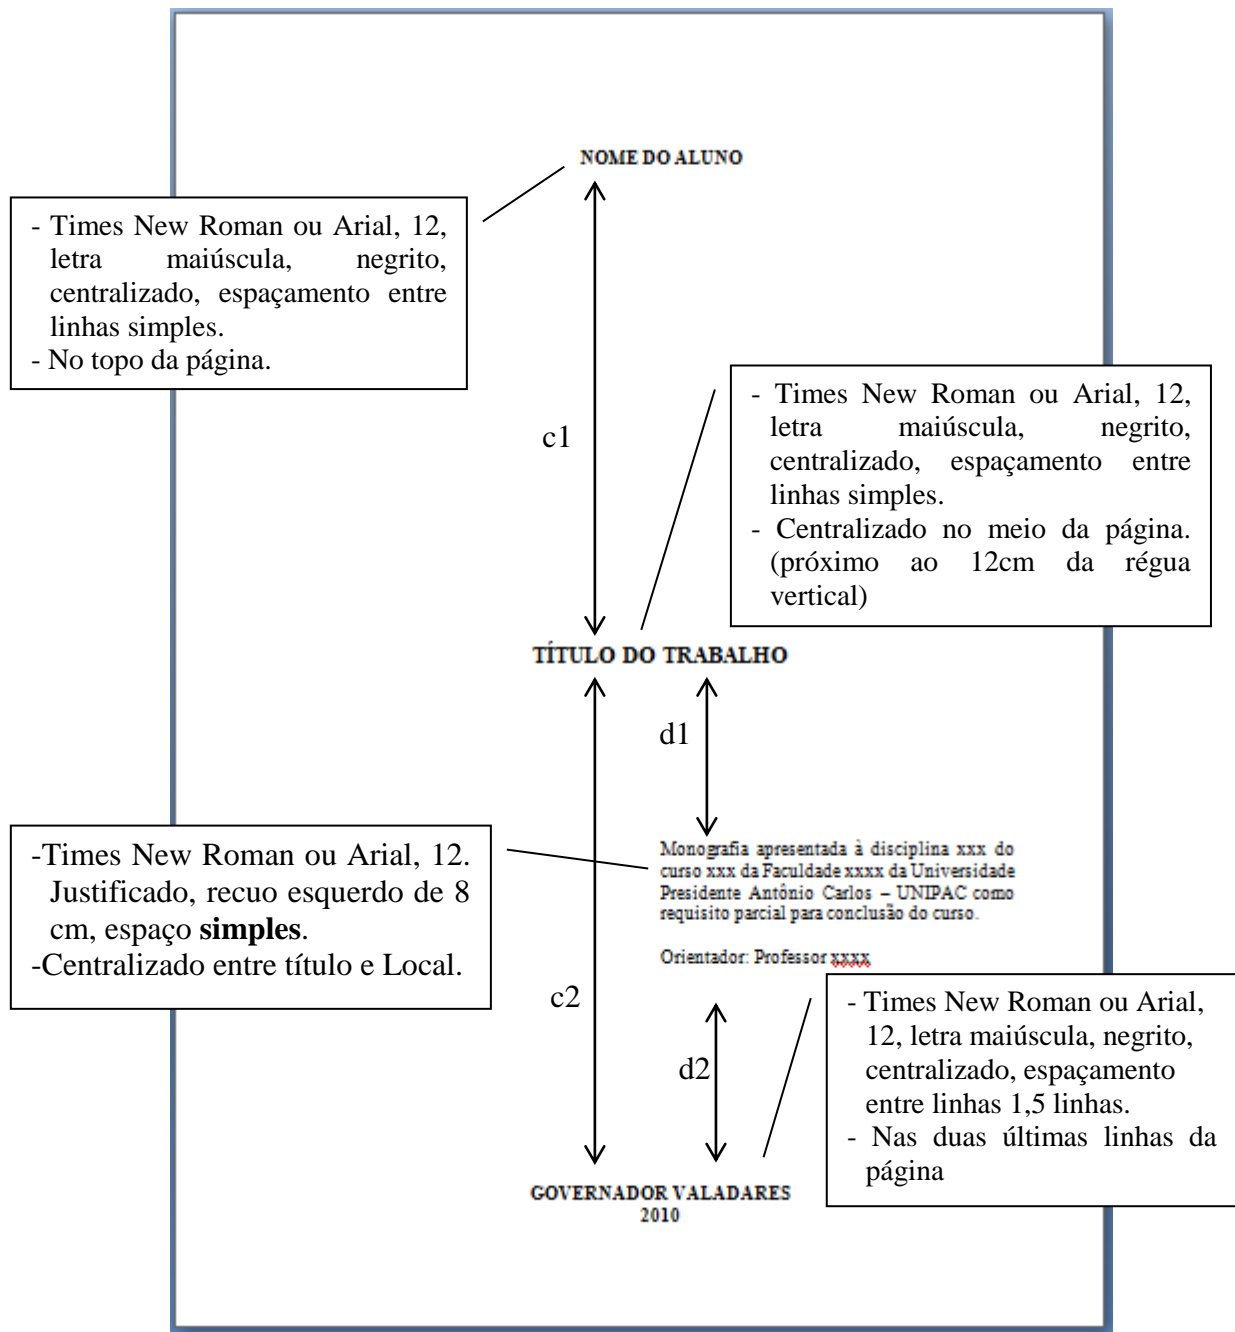 NOME DO ALUNO
- Times New Roman ou Arial, 12,
letra maiúscula, negrito,
centralizado, espaçamento entre
linhas simples.
- No topo da página.
c1
- Times New Roman ou Arial, 12,
letra maiúscula, negrito,
centralizado, espaçamento entre
linhas simples.
- Centralizado no meio da página.
(próximo ao 12cm da régua
vertical)
TÍTULO DO TRABALHO
d1
-Times New Roman ou Arial, 12.
Justificado, recuo esquerdo de 8
cm, espaço simples.
-Centralizado entre título e Local.
Monografia apresentada à disciplina xxx do
curso xxx da Faculdade xxxx da Universidade
Presidente Antônio Carlos – UNIPAC como
requisito parcial para conclusão do curso.
Orientador: Professor xxxx
c2
d2
- Times New Roman ou Arial,
12, letra maiúscula, negrito,
centralizado, espaçamento
entre linhas 1,5 linhas.
- Nas duas últimas linhas da
página
GOVERNADOR VALADARES
2010